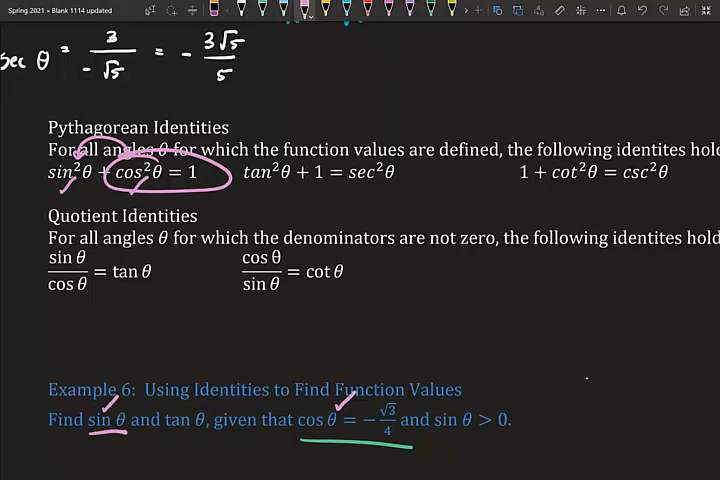 Spring 2021 » Blank 1114 updated
sec θ = 3/-√5 = - 3√5/5
Pythagorean Identities
For all angles θ for which the function values are defined, the following identites hold
sin²θ + cos²θ = 1 tan²θ + 1 = sec²θ 1 + cot²θ = csc²θ
Quotient Identities
For all angles θ for which the denominators are not zero, the following identites hold
sin θ/cos θ = tan θ cos θ/sin θ = cot θ
Example 6: Using Identities to Find Function Values
Find sin θ and tan θ, given that cos θ = −√3/4 and sin θ > 0.